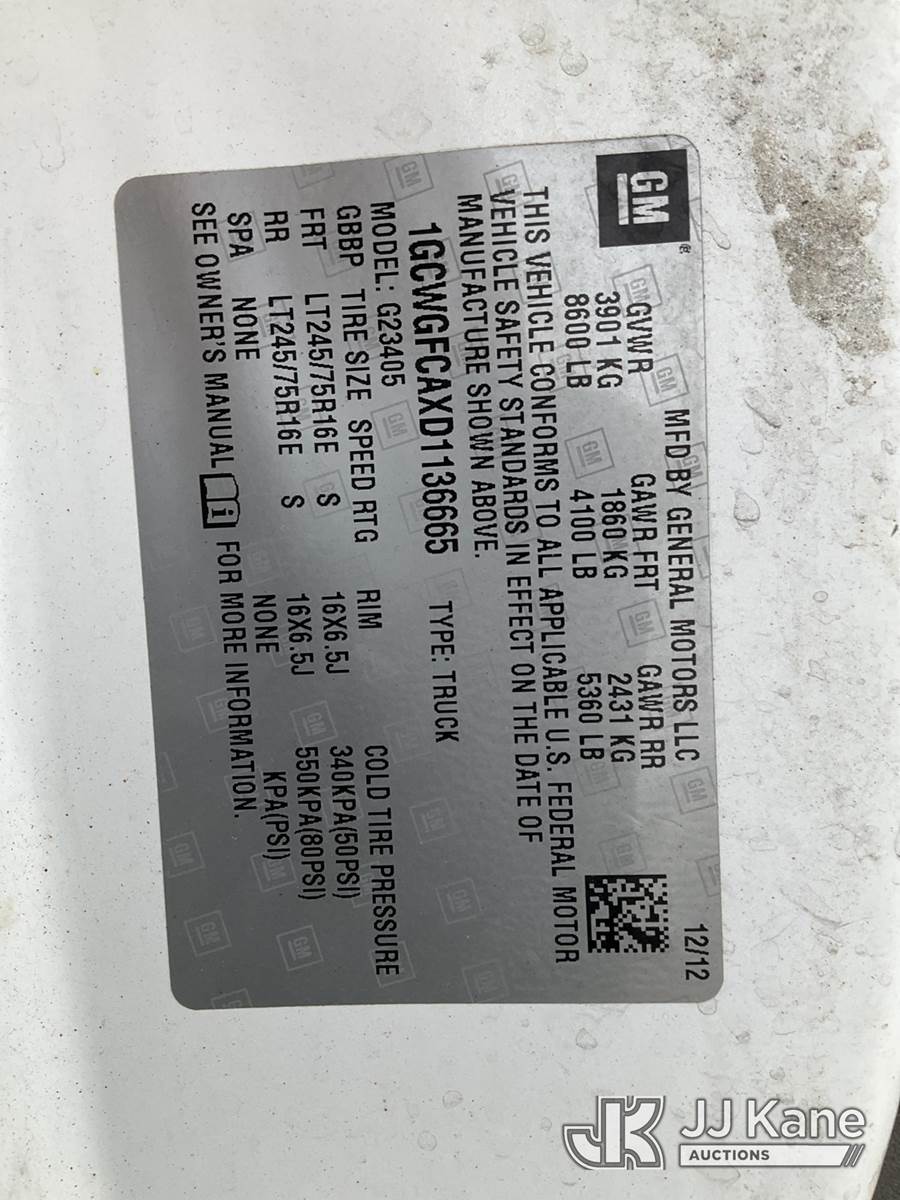 GM
MFD BY GENERAL MOTORS LLC 12/12
GVWR GAWR FRT GAWR RR
3901 KG 1860 KG 2431 KG
8600 LB 4100 LB 5360 LB
THIS VEHICLE CONFORMS TO ALL APPLICABLE U.S. FEDERAL MOTOR
VEHICLE SAFETY STANDARDS IN EFFECT ON THE DATE OF
MANUFACTURE SHOWN ABOVE.
1GCWGFCAXD1136665 TYPE: TRUCK
MODEL: G23405
GBBP TIRE SIZE SPEED RTG RIM COLD TIRE PRESSURE
FRT LT245/75R16E S 16X6.5J 340KPA(50PSI)
RR LT245/75R16E S 16X6.5J 550KPA(80PSI)
SPA NONE NONE KPA(PSI)
SEE OWNER'S MANUAL i FOR MORE INFORMATION.
JK JJ Kane
AUCTIONS